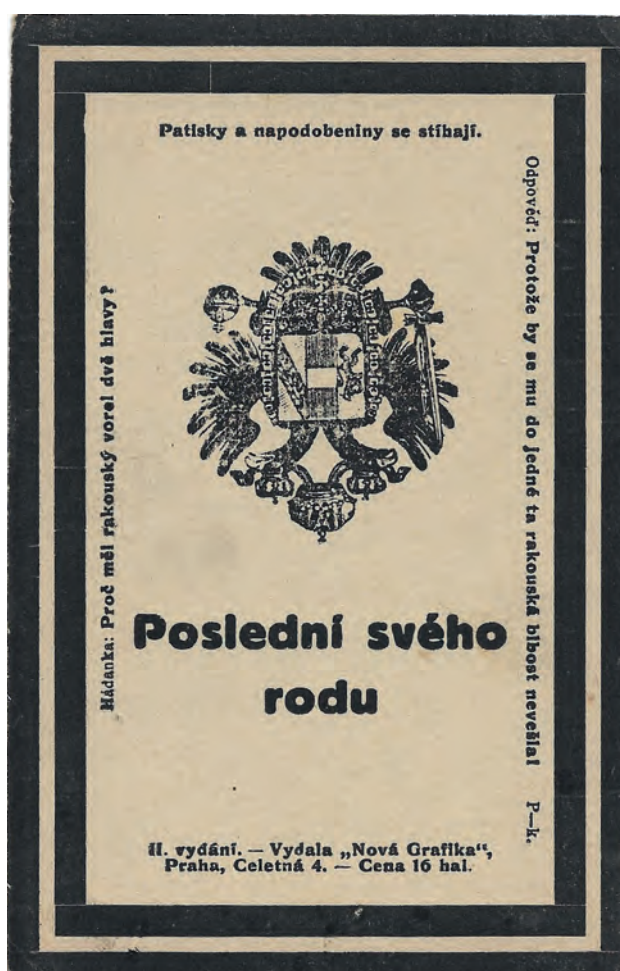 Patisky a napodobeniny se stíhají.
Hádanka: Proč měl rakouský vorel dvě hlavy?
Odpověď: Protože by se mu do jedné ta rakouská blbost nevešla! P—k.
Poslední svého
rodu
II. vydání. — Vydala „Nová Grafika“,
Praha, Celetná 4. — Cena 16 hal.